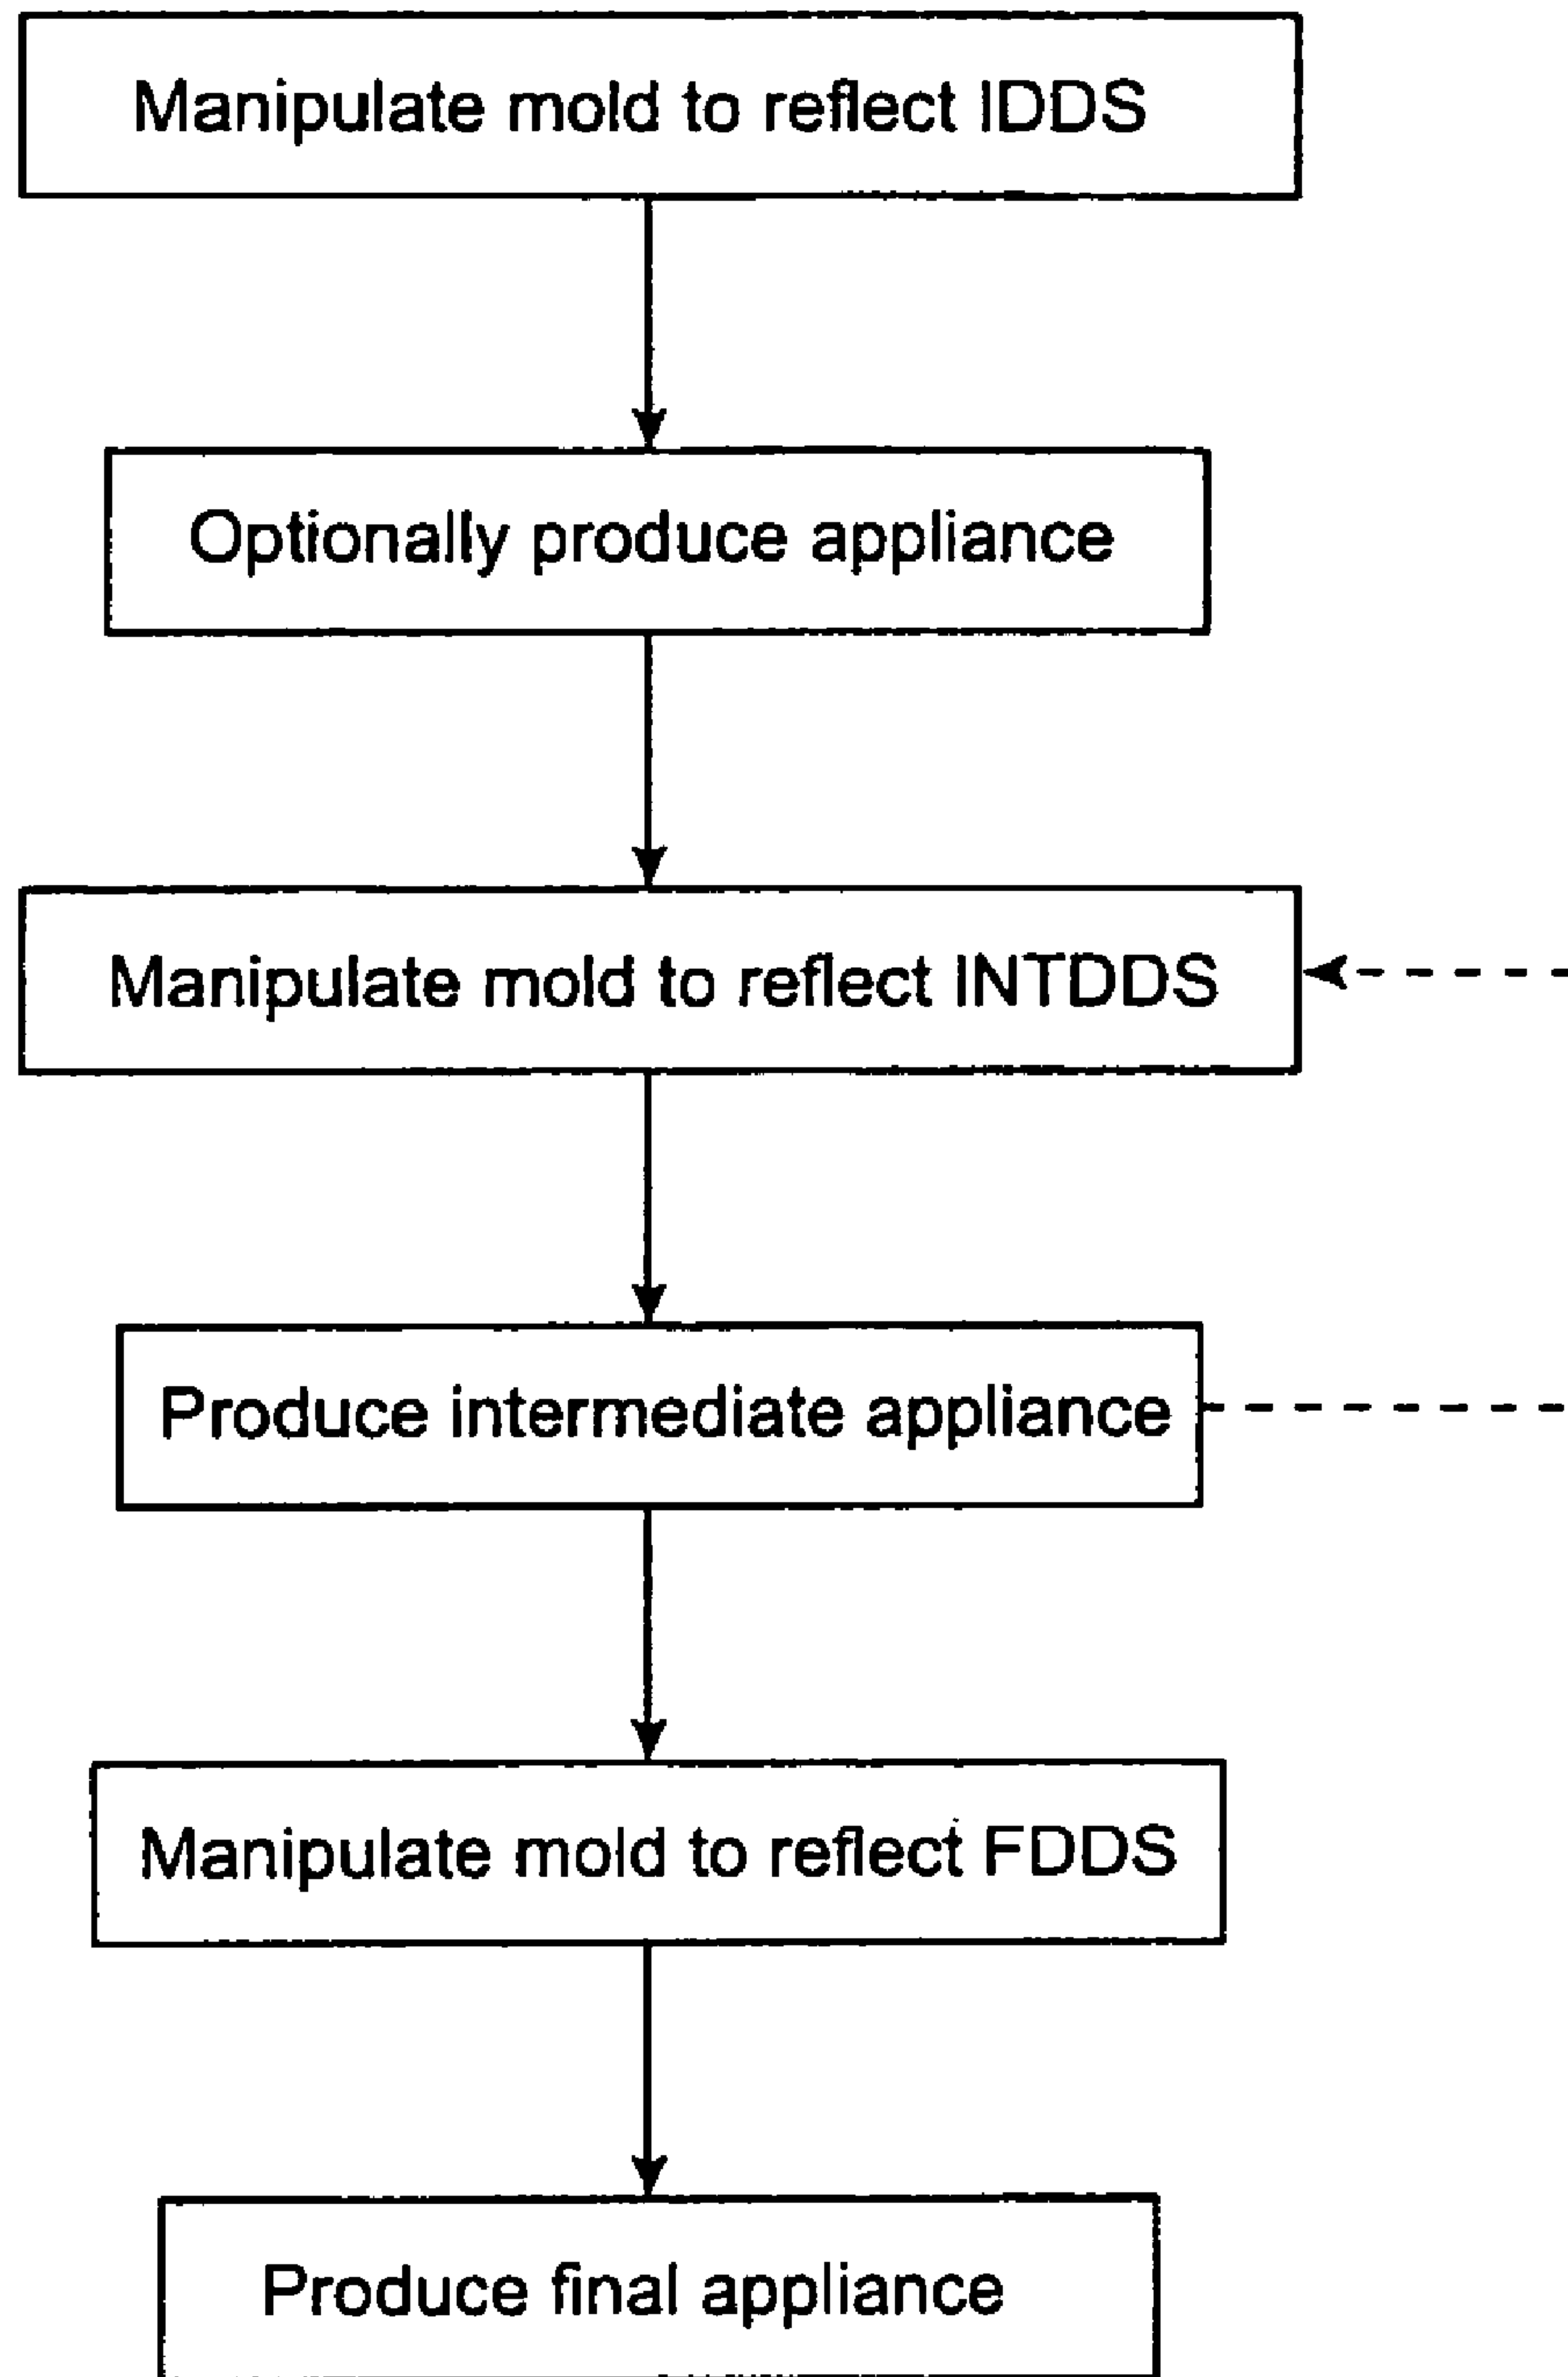 Manipulate mold to reflect IDDS
Optionally produce appliance
Manipulate mold to reflect INTDDS
Produce intermediate appliance
Manipulate mold to reflect FDDS
Produce final appliance